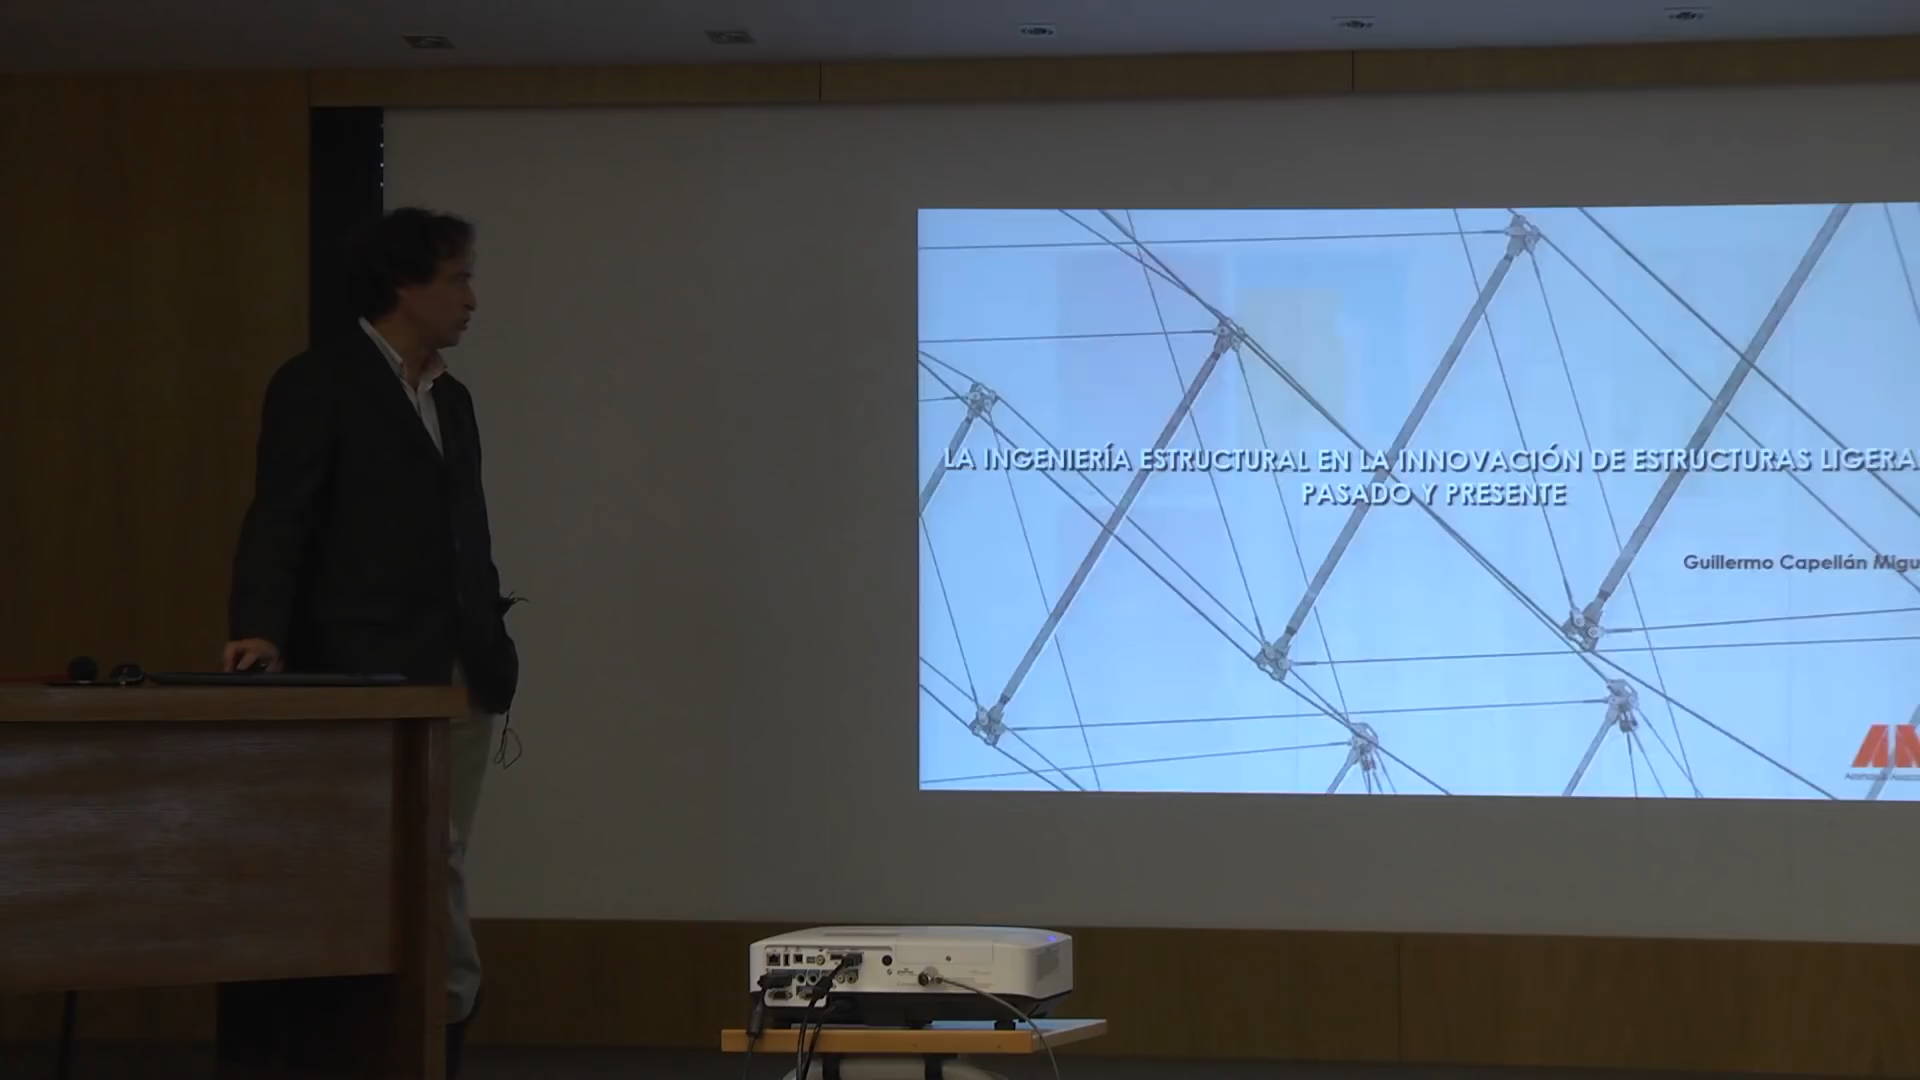 LA INGENIERÍA ESTRUCTURAL EN LA INNOVACIÓN DE ESTRUCTURAS LIGERA
PASADO Y PRESENTE
Guillermo Capellán Migu